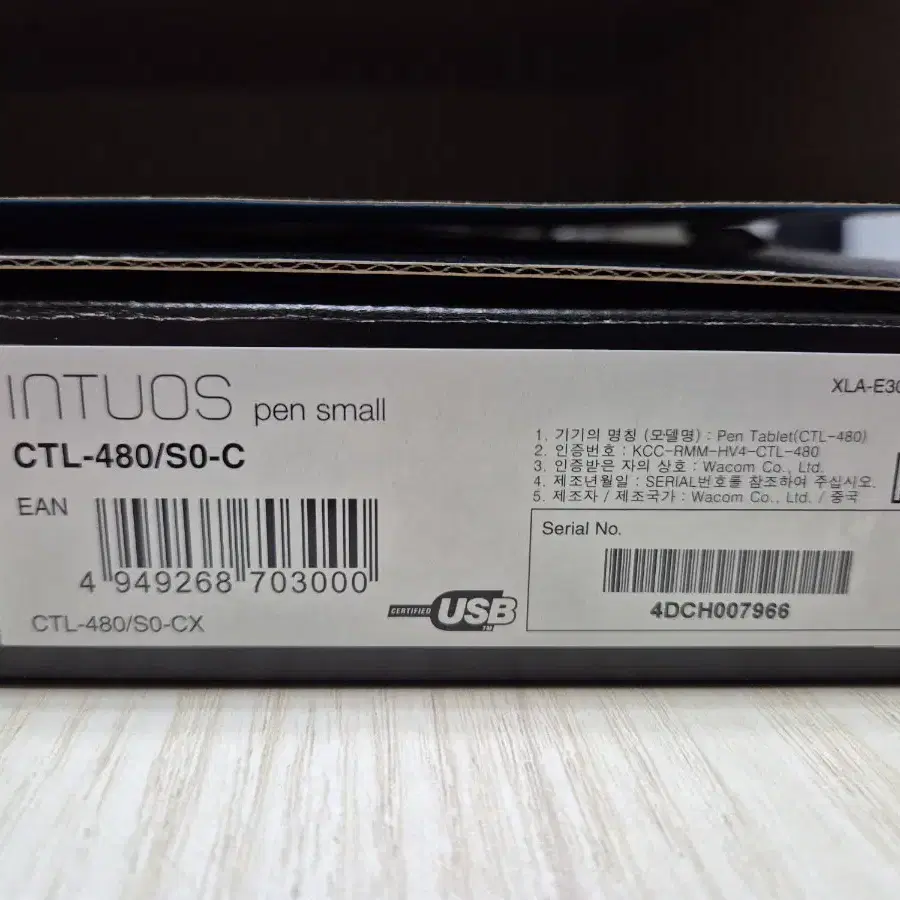 INTUOS pen small
CTL-480/S0-C
EAN
4 949268 703000
CTL-480/S0-CX
CERTIFIED USB TM
XLA-E30
1. 기기의 명칭 (모델명) : Pen Tablet(CTL-480)
2. 인증번호 : KCC-RMM-HV4-CTL-480
3. 인증받은 자의 상호 : Wacom Co., Ltd.
4. 제조년월일 : SERIAL번호를 참조하여 주십시오.
5. 제조자 / 제조국가 : Wacom Co., Ltd. / 중국
Serial No.
4DCH007966